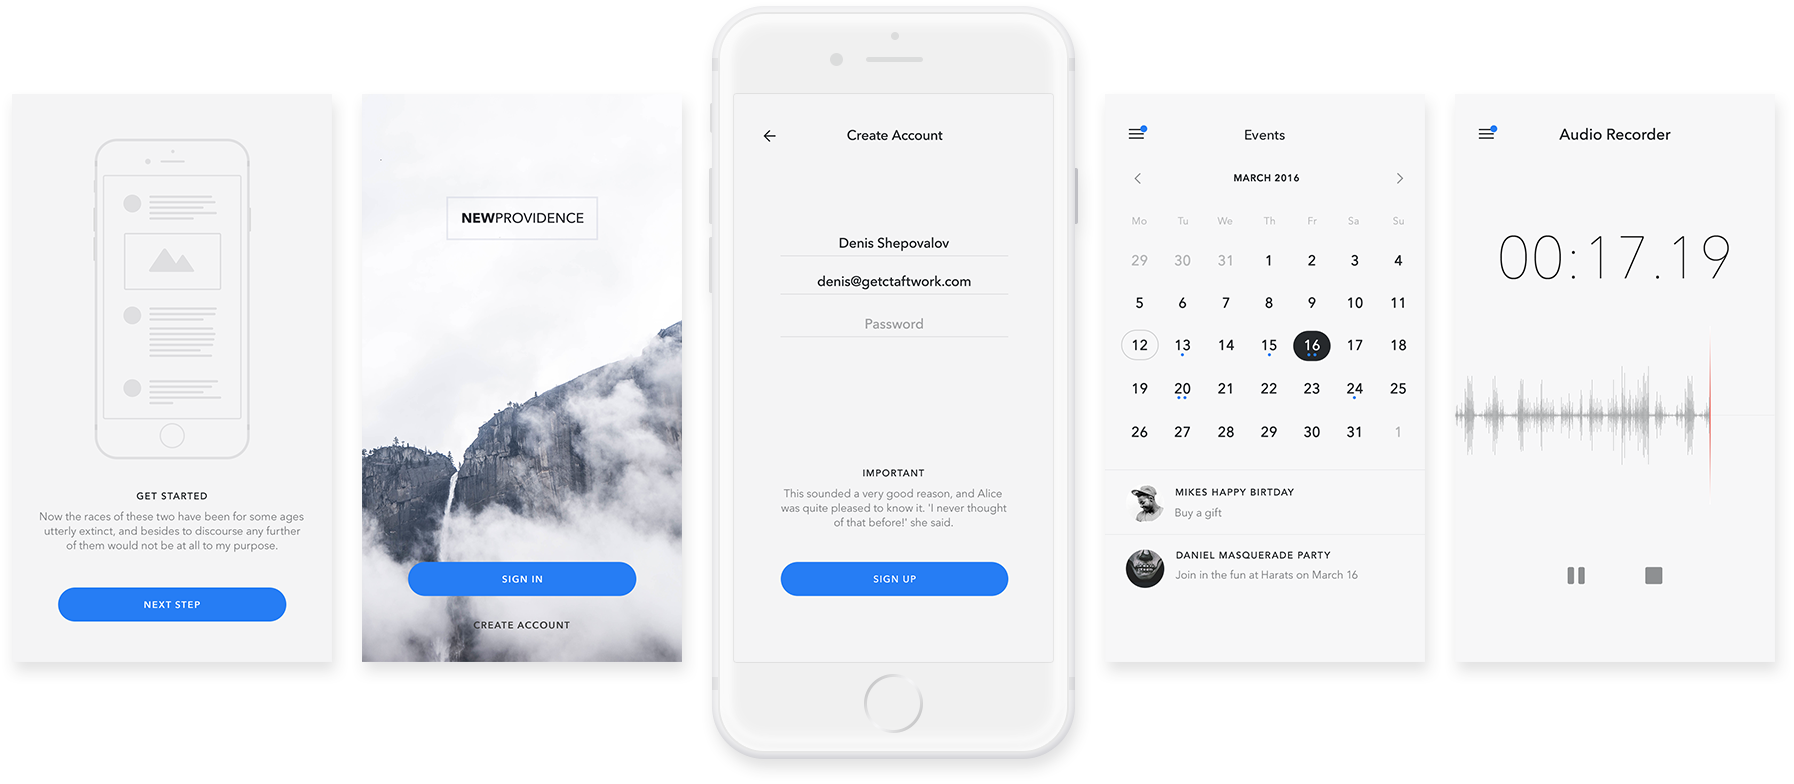 GET STARTED
Now the races of these two have been for some ages
utterly extinct, and besides to discourse any further
of them would not be at all to my purpose.
NEXT STEP
NEWPROVIDENCE
SIGN IN
CREATE ACCOUNT
Create Account
Denis Shepovalov
denis@getctaftwork.com
Password
IMPORTANT
This sounded a very good reason, and Alice
was quite pleased to know it. 'I never thought
of that before!' she said.
SIGN UP
Events
MARCH 2016
Mo Tu We Th Fr Sa Su
29 30 31 1 2 3 4
5 6 7 8 9 10 11
12 13 14 15 16 17 18
19 20 21 22 23 24 25
26 27 28 29 30 31 1
MIKES HAPPY BIRTDAY
Buy a gift
DANIEL MASQUERADE PARTY
Join in the fun at Harats on March 16
Audio Recorder
00:17.19